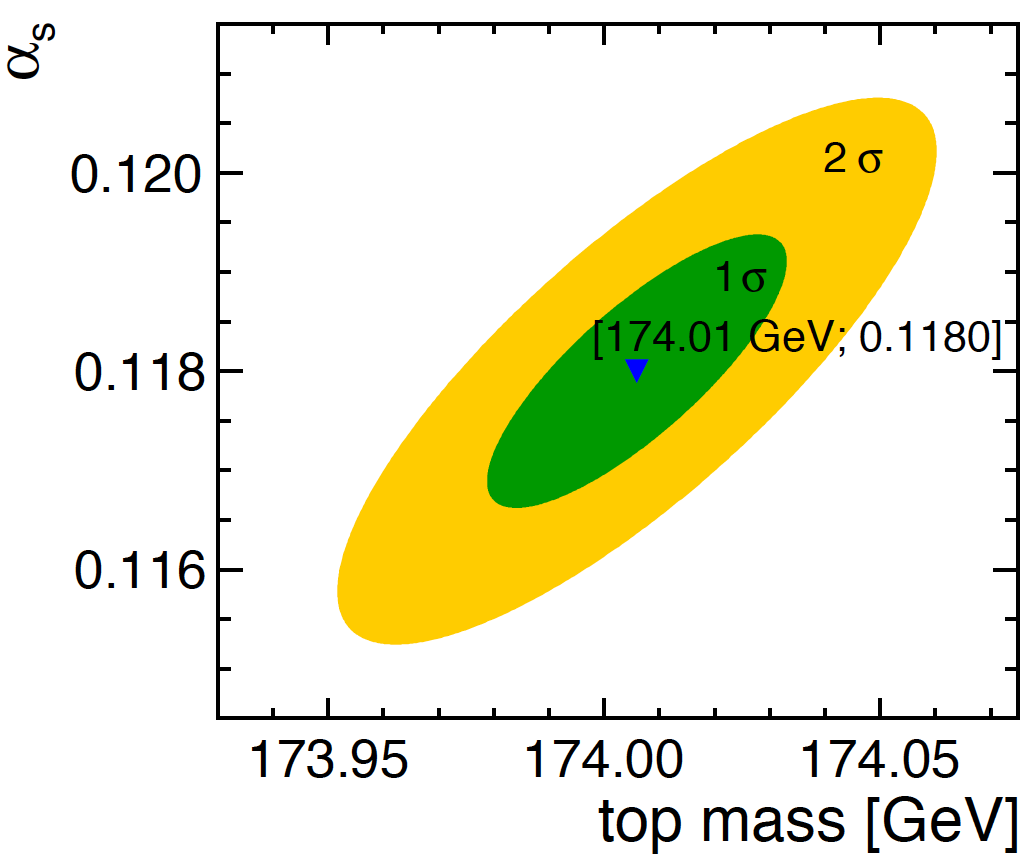 αs
0.120
0.118
0.116
2 σ
1 σ
[174.01 GeV; 0.1180]
173.95 174.00 174.05
top mass [GeV]